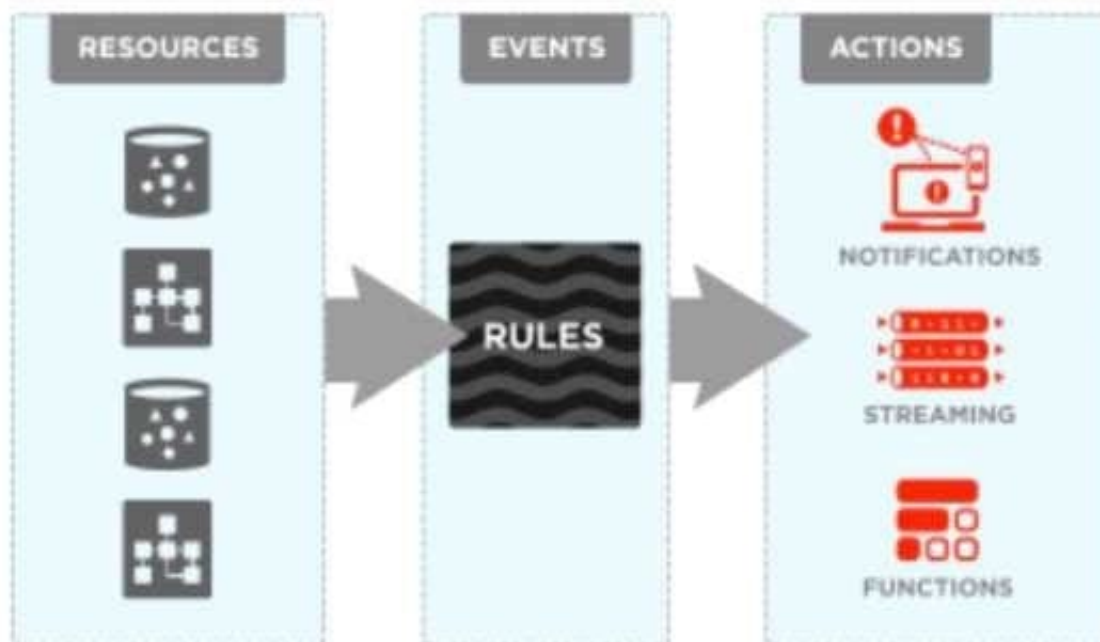 RESOURCES
EVENTS
ACTIONS
NOTIFICATIONS
RULES
STREAMING
FUNCTIONS